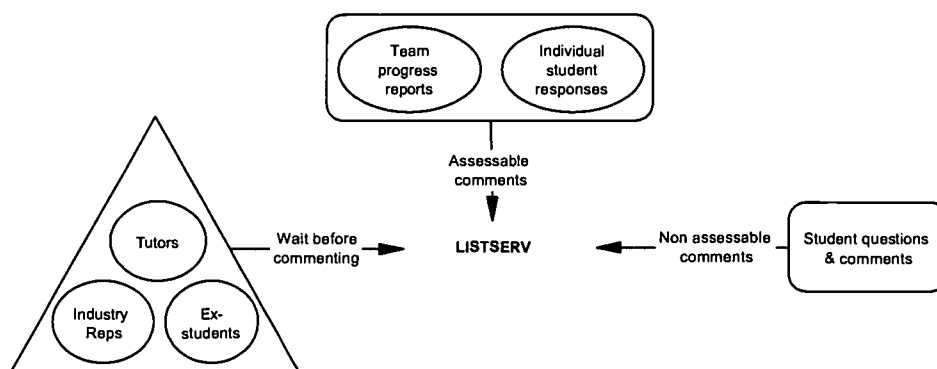 Team
progress
reports
Individual
student
responses
Assessable
comments
Tutors
Wait before
commenting
LISTSERV
Non assessable
comments
Student questions
& comments
Industry
Reps
Ex-
students